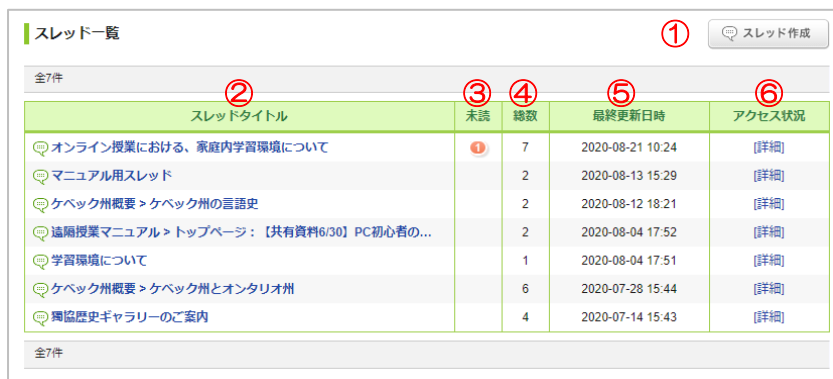 スレッド一覧 ① スレッド作成
全7件
② ③ ④ ⑤ ⑥
スレッドタイトル 未読 総数 最終更新日時 アクセス状況
オンライン授業における、家庭内学習環境について 1 7 2020-08-21 10:24 [詳細]
マニュアル用スレッド 2 2020-08-13 15:29 [詳細]
ケベック州概要 > ケベック州の言語史 2 2020-08-12 18:21 [詳細]
遠隔授業マニュアル > トップページ：【共有資料6/30】PC初心者の... 2 2020-08-04 17:52 [詳細]
学習環境について 1 2020-08-04 17:51 [詳細]
ケベック州概要 > ケベック州とオンタリオ州 6 2020-07-28 15:44 [詳細]
獨協歴史ギャラリーのご案内 4 2020-07-14 15:43 [詳細]
全7件